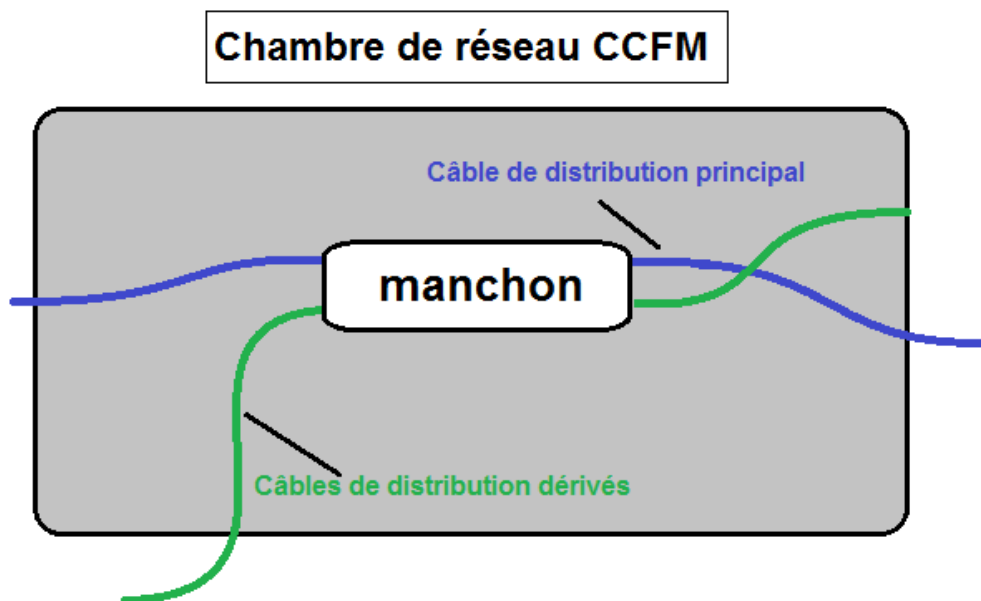 Chambre de réseau CCFM
Câble de distribution principal
manchon
Câbles de distribution dérivés